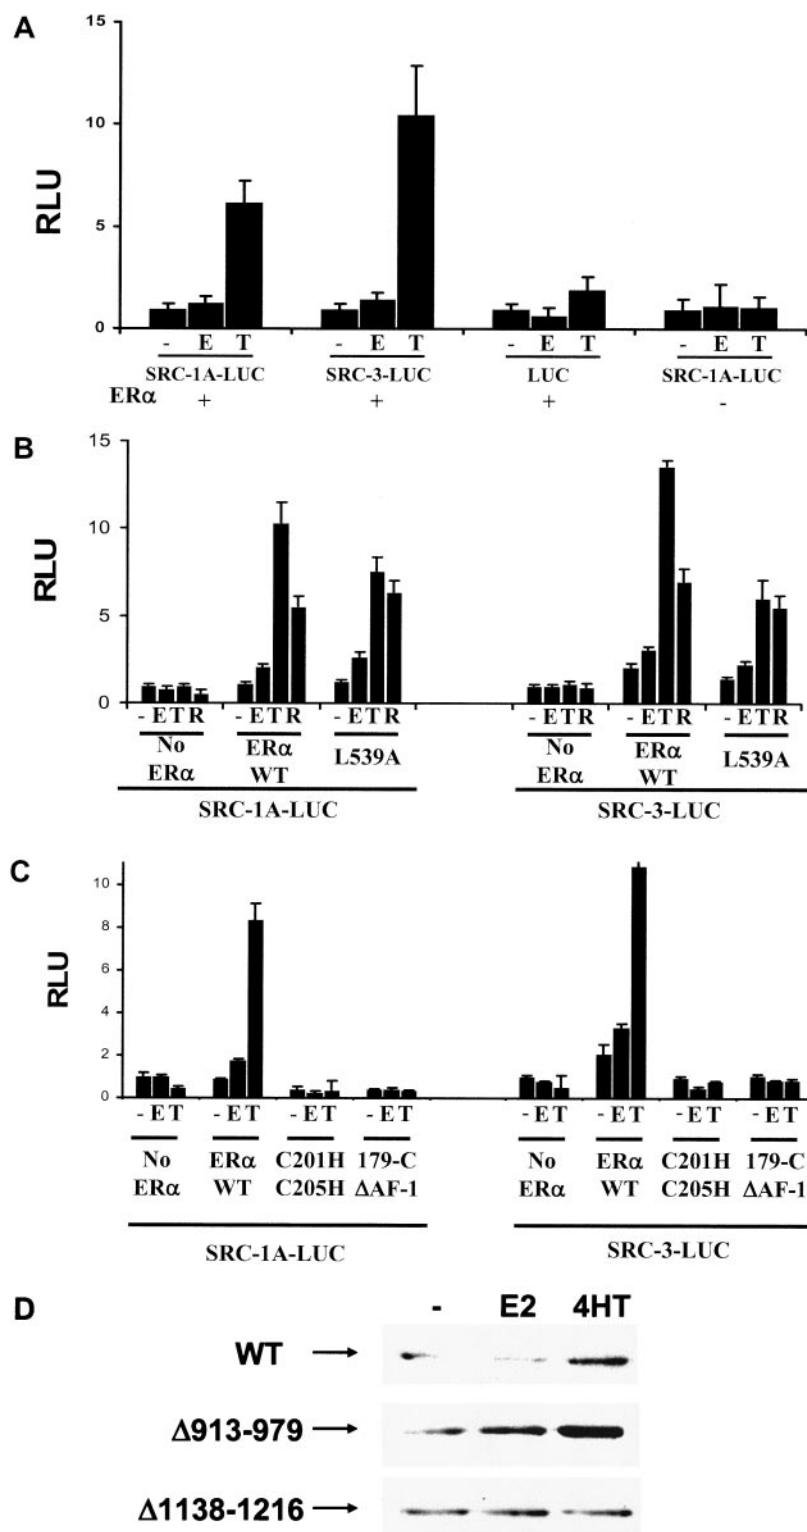 A
15
10
5
0
RLU
- E T - E T - E T - E T
SRC-1A-LUC SRC-3-LUC LUC SRC-1A-LUC
ERα + + + -
B
15
10
5
0
RLU
- E T R - E T R - E T R - E T R - E T R - E T R
No ERα L539A No ERα L539A
ERα WT ERα WT
SRC-1A-LUC SRC-3-LUC
C
10
8
6
4
2
0
RLU
- E T - E T - E T - E T - E T - E T - E T - E T
No ERα C201H 179-C No ERα C201H 179-C
ERα WT C205H ΔAF-1 ERα WT C205H ΔAF-1
SRC-1A-LUC SRC-3-LUC
D
- E2 4HT
WT
Δ913-979
Δ1138-1216